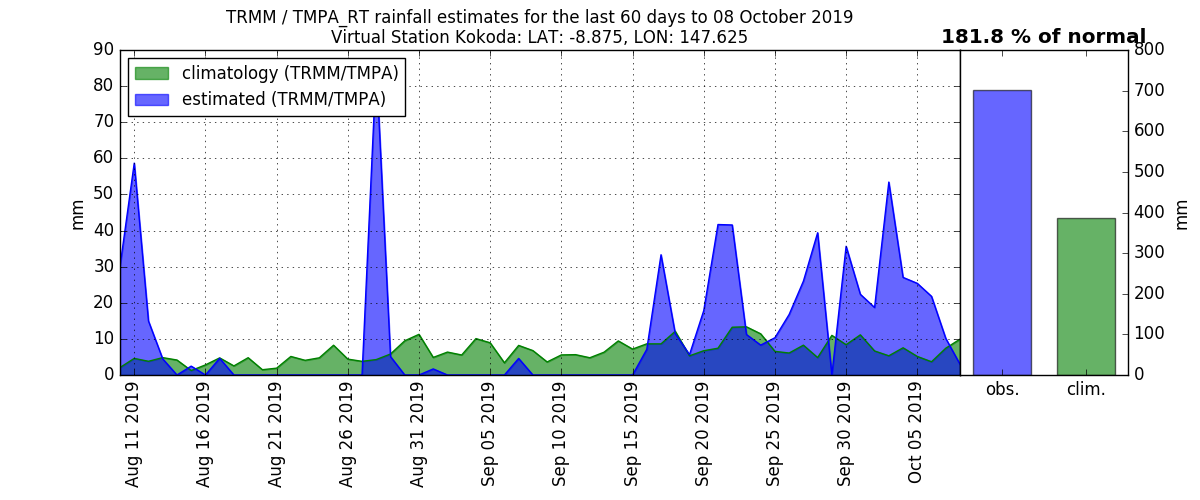 TRMM / TMPA_RT rainfall estimates for the last 60 days to 08 October 2019
Virtual Station Kokoda: LAT: -8.875, LON: 147.625
181.8 % of normal
climatology (TRMM/TMPA)
estimated (TRMM/TMPA)
mm
90
80
70
60
50
40
30
20
10
0
Aug 11 2019
Aug 16 2019
Aug 21 2019
Aug 26 2019
Aug 31 2019
Sep 05 2019
Sep 10 2019
Sep 15 2019
Sep 20 2019
Sep 25 2019
Sep 30 2019
Oct 05 2019
obs.
clim.
800
700
600
500
400
300
200
100
0
mm